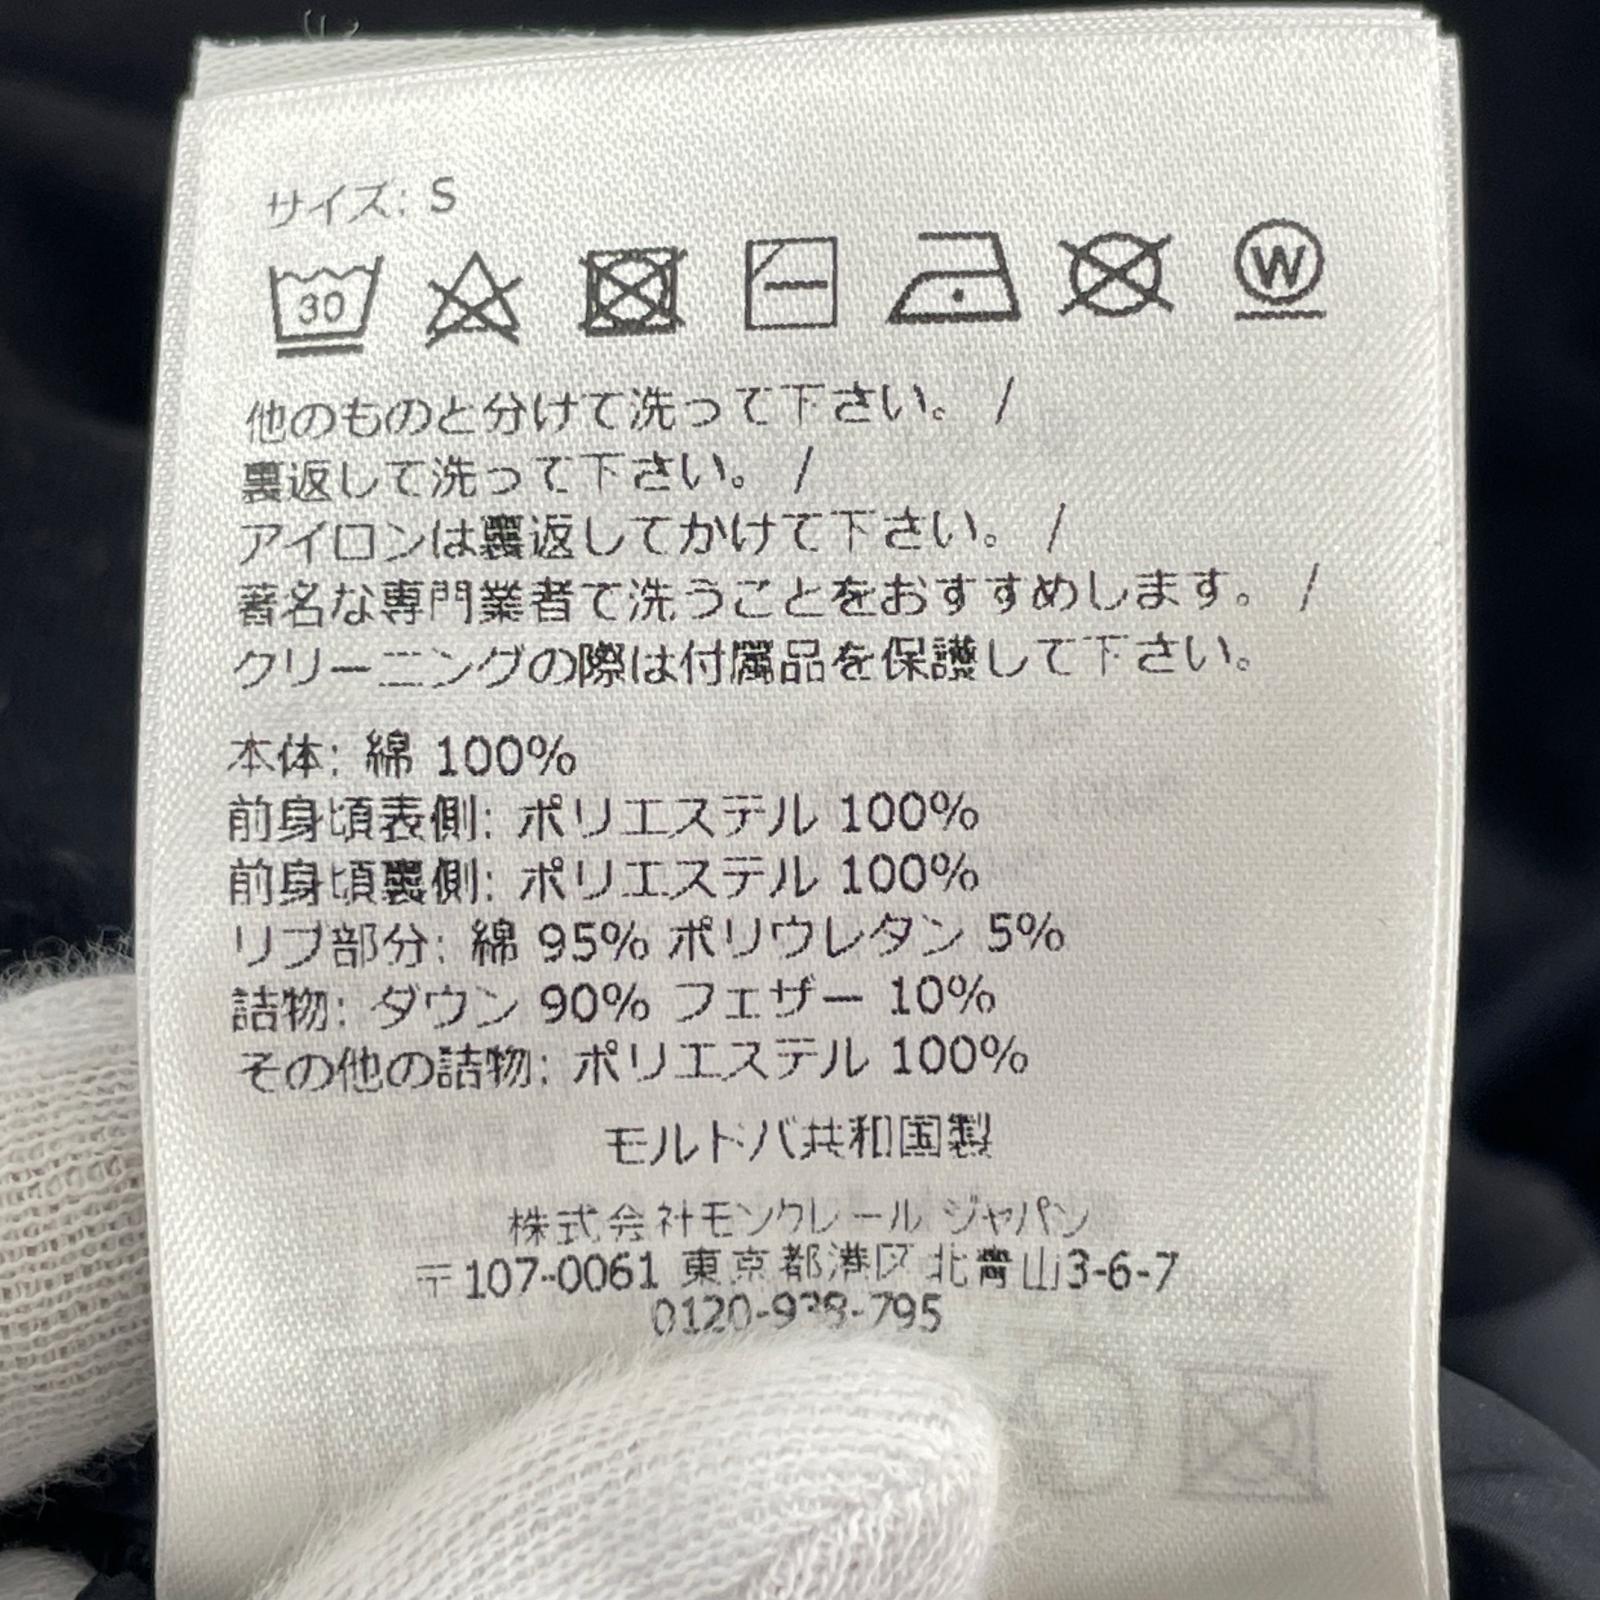 サイズ: S
30
W
他のものと分けて洗って下さい。 /
裏返して洗って下さい。 /
アイロンは裏返してかけて下さい。 /
著名な専門業者で洗うことをおすすめします。 /
クリーニングの際は付属品を保護して下さい。
本体: 綿 100%
前身頃表側: ポリエステル 100%
前身頃裏側: ポリエステル 100%
リブ部分: 綿 95% ポリウレタン 5%
詰物: ダウン 90% フェザー 10%
その他の詰物: ポリエステル 100%
モルドバ共和国製
株式会社モンクレール ジャパン
〒107-0061 東京都港区北青山3-6-7